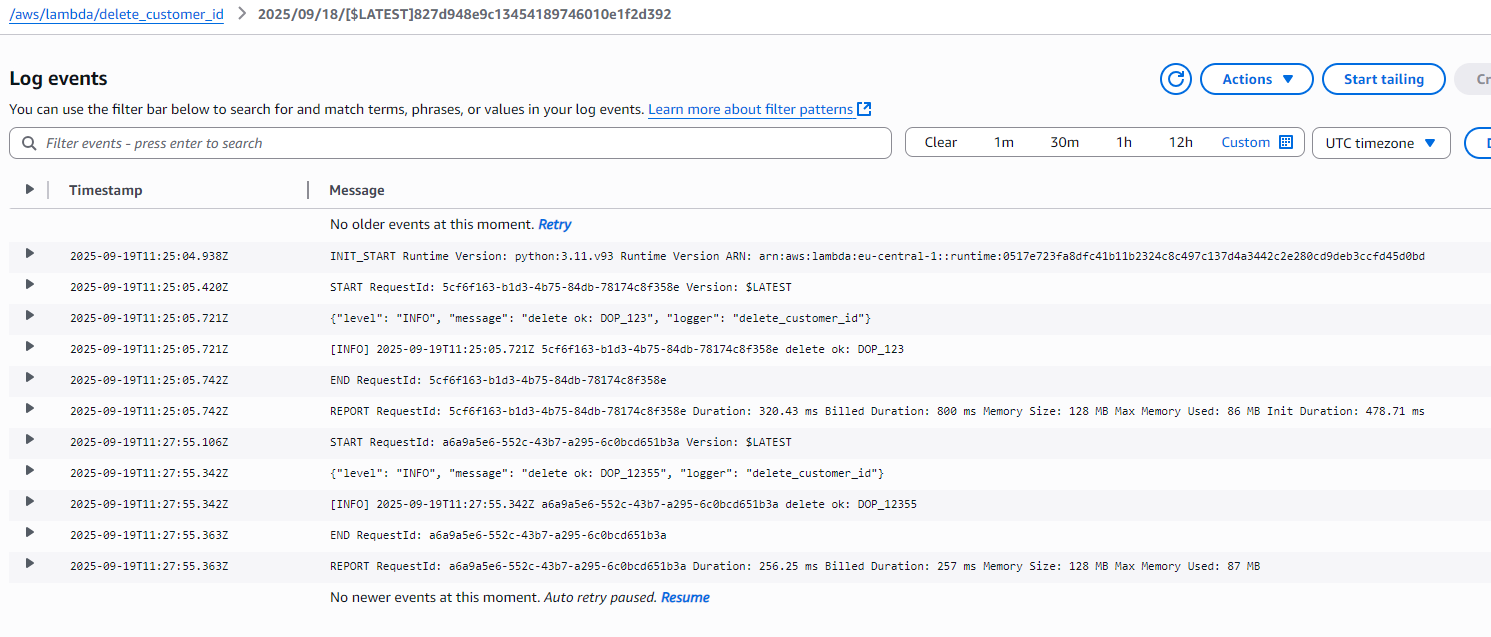 /aws/lambda/delete_customer_id > 2025/09/18/[$LATEST]827d948e9c13454189746010e1f2d392
Log events
Actions Start tailing Cr
You can use the filter bar below to search for and match terms, phrases, or values in your log events. Learn more about filter patterns
Filter events - press enter to search Clear 1m 30m 1h 12h Custom UTC timezone
Timestamp Message
No older events at this moment. Retry
2025-09-19T11:25:04.938Z INIT_START Runtime Version: python:3.11.v93 Runtime Version ARN: arn:aws:lambda:eu-central-1::runtime:0517e723fa8dfc41b11b2324c8c497c137d4a3442c2e280cd9deb3ccfd45d0bd
2025-09-19T11:25:05.420Z START RequestId: 5cf6f163-b1d3-4b75-84db-78174c8f358e Version: $LATEST
2025-09-19T11:25:05.721Z {"level": "INFO", "message": "delete ok: DOP_123", "logger": "delete_customer_id"}
2025-09-19T11:25:05.721Z [INFO] 2025-09-19T11:25:05.721Z 5cf6f163-b1d3-4b75-84db-78174c8f358e delete ok: DOP_123
2025-09-19T11:25:05.742Z END RequestId: 5cf6f163-b1d3-4b75-84db-78174c8f358e
2025-09-19T11:25:05.742Z REPORT RequestId: 5cf6f163-b1d3-4b75-84db-78174c8f358e Duration: 320.43 ms Billed Duration: 800 ms Memory Size: 128 MB Max Memory Used: 86 MB Init Duration: 478.71 ms
2025-09-19T11:27:55.106Z START RequestId: a6a9a5e6-552c-43b7-a295-6c0bcd651b3a Version: $LATEST
2025-09-19T11:27:55.342Z {"level": "INFO", "message": "delete ok: DOP_12355", "logger": "delete_customer_id"}
2025-09-19T11:27:55.342Z [INFO] 2025-09-19T11:27:55.342Z a6a9a5e6-552c-43b7-a295-6c0bcd651b3a delete ok: DOP_12355
2025-09-19T11:27:55.363Z END RequestId: a6a9a5e6-552c-43b7-a295-6c0bcd651b3a
2025-09-19T11:27:55.363Z REPORT RequestId: a6a9a5e6-552c-43b7-a295-6c0bcd651b3a Duration: 256.25 ms Billed Duration: 257 ms Memory Size: 128 MB Max Memory Used: 87 MB
No newer events at this moment. Auto retry paused. Resume